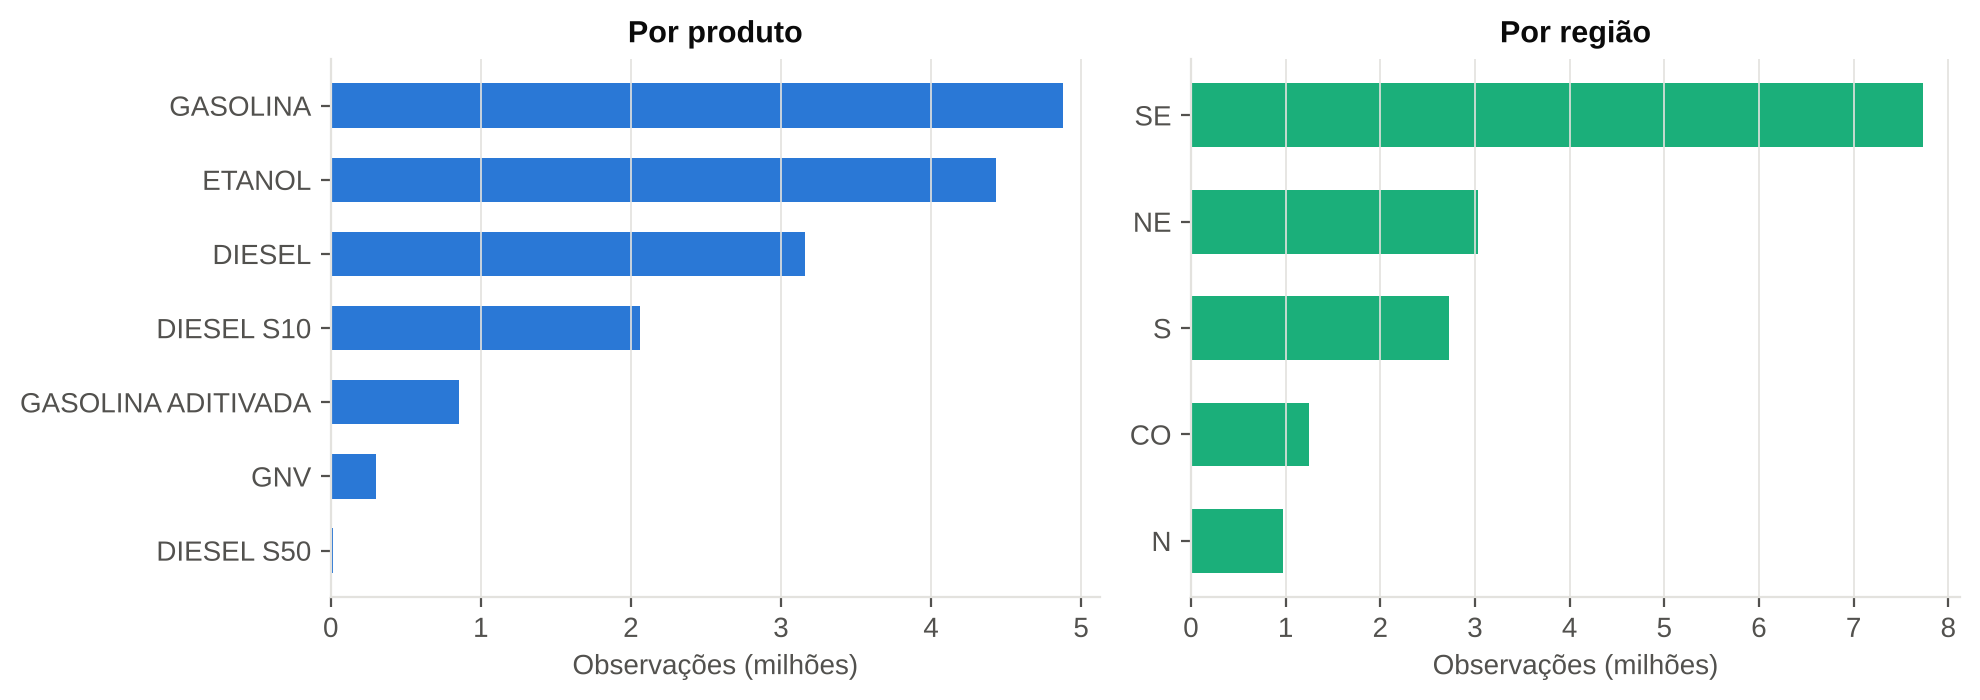 Por produto
GASOLINA
ETANOL
DIESEL
DIESEL S10
GASOLINA ADITIVADA
GNV
DIESEL S50
0 1 2 3 4 5
Observações (milhões)
Por região
SE
NE
S
CO
N
0 1 2 3 4 5 6 7 8
Observações (milhões)